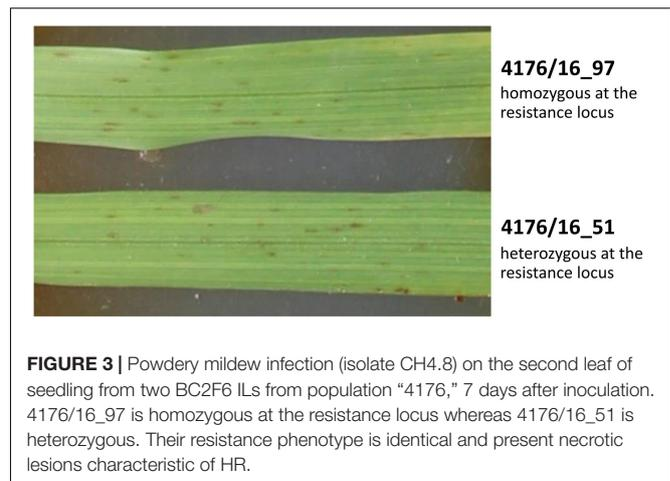 4176/16_97
homozygous at the
resistance locus
4176/16_51
heterozygous at the
resistance locus
FIGURE 3 | Powdery mildew infection (isolate CH4.8) on the second leaf of
seedling from two BC2F6 ILs from population “4176,” 7 days after inoculation.
4176/16_97 is homozygous at the resistance locus whereas 4176/16_51 is
heterozygous. Their resistance phenotype is identical and present necrotic
lesions characteristic of HR.